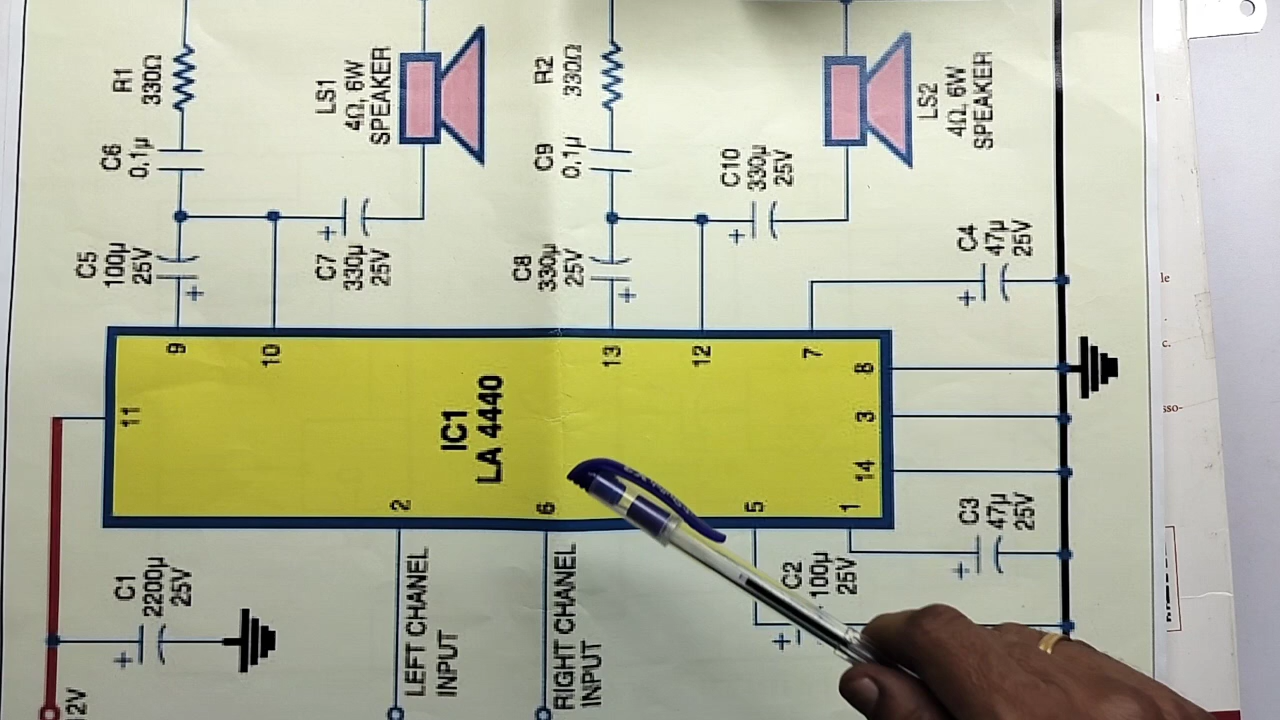 R1
330Ω
C6
0.1µ
C5
100µ
25V
LS1
4Ω, 6W
SPEAKER
C7
330µ
25V
R2
330Ω
C9
0.1µ
C8
330µ
25V
C10
330µ
25V
LS2
4Ω, 6W
SPEAKER
C4
47µ
25V
+
+
+
+
+
9
10
13
12
7
11
8
3
14
IC1
LA 4440
2
6
5
1
C1
2200µ
25V
+
LEFT CHANEL
INPUT
RIGHT CHANEL
INPUT
C2
100µ
25V
+
C3
47µ
25V
+
2V
le
c.
sso-